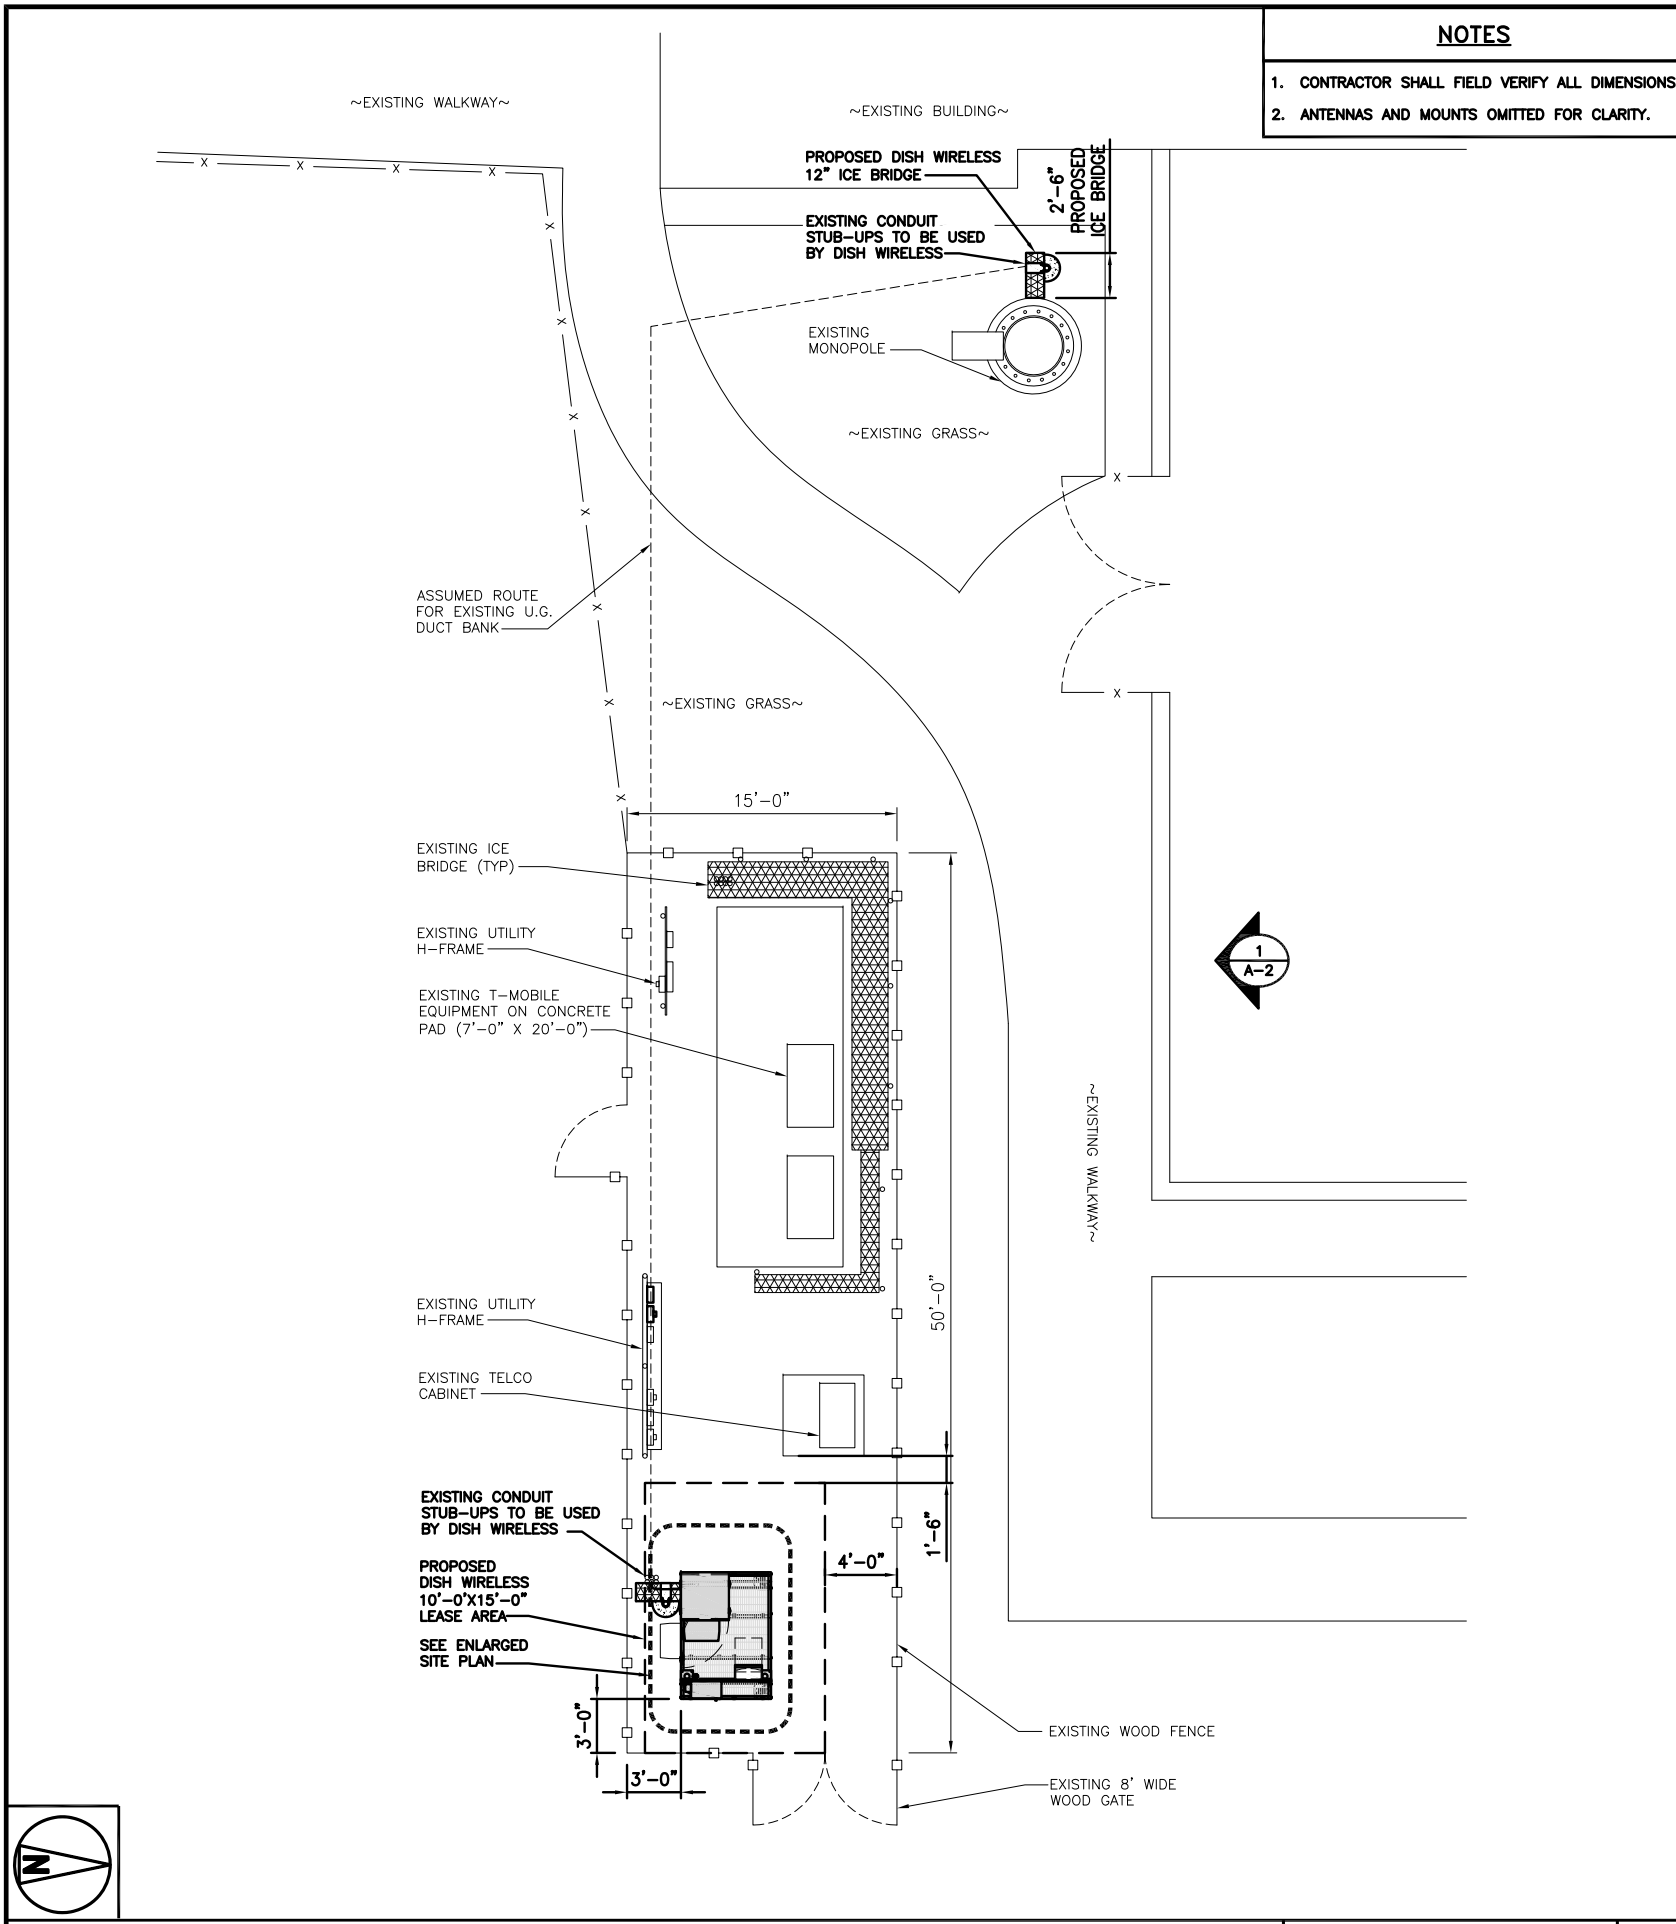 NOTES
1. CONTRACTOR SHALL FIELD VERIFY ALL DIMENSIONS
2. ANTENNAS AND MOUNTS OMITTED FOR CLARITY.
~EXISTING WALKWAY~
~EXISTING BUILDING~
PROPOSED DISH WIRELESS
12" ICE BRIDGE
2'-6"
PROPOSED
ICE BRIDGE
EXISTING CONDUIT
STUB-UPS TO BE USED
BY DISH WIRELESS
EXISTING
MONOPOLE
~EXISTING GRASS~
X X X X
X
X
X
X
X
X
X
X
X
ASSUMED ROUTE
FOR EXISTING U.G.
DUCT BANK
~EXISTING GRASS~
15'-0"
EXISTING ICE
BRIDGE (TYP)
EXISTING UTILITY
H-FRAME
1
A-2
EXISTING T-MOBILE
EQUIPMENT ON CONCRETE
PAD (7'-0" X 20'-0")
~EXISTING WALKWAY~
50'-0"
EXISTING UTILITY
H-FRAME
EXISTING TELCO
CABINET
EXISTING CONDUIT
STUB-UPS TO BE USED
BY DISH WIRELESS
1'-6"
4'-0"
PROPOSED
DISH WIRELESS
10'-0'X15'-0"
LEASE AREA
SEE ENLARGED
SITE PLAN
3'-0"
3'-0"
EXISTING WOOD FENCE
EXISTING 8' WIDE
WOOD GATE
N